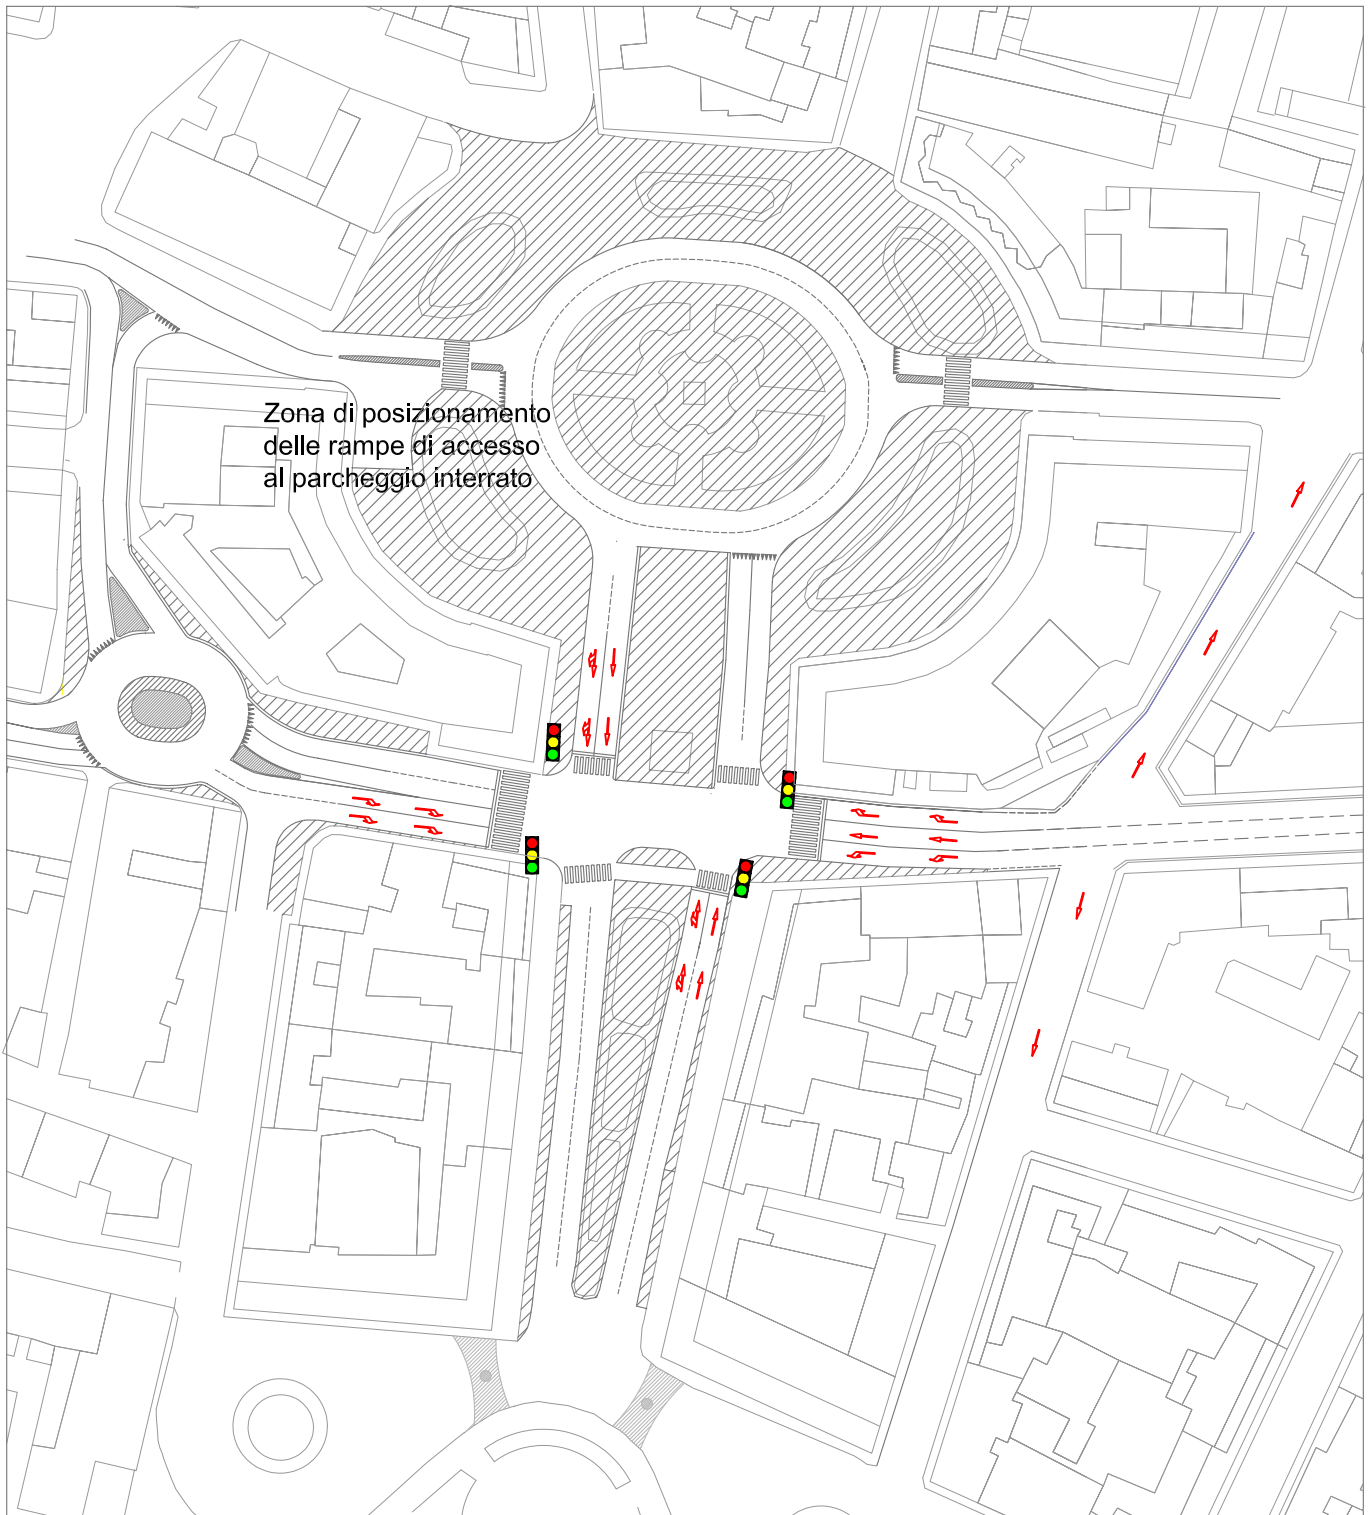 Zona di posizionamento
delle rampe di accesso
al parcheggio interrato